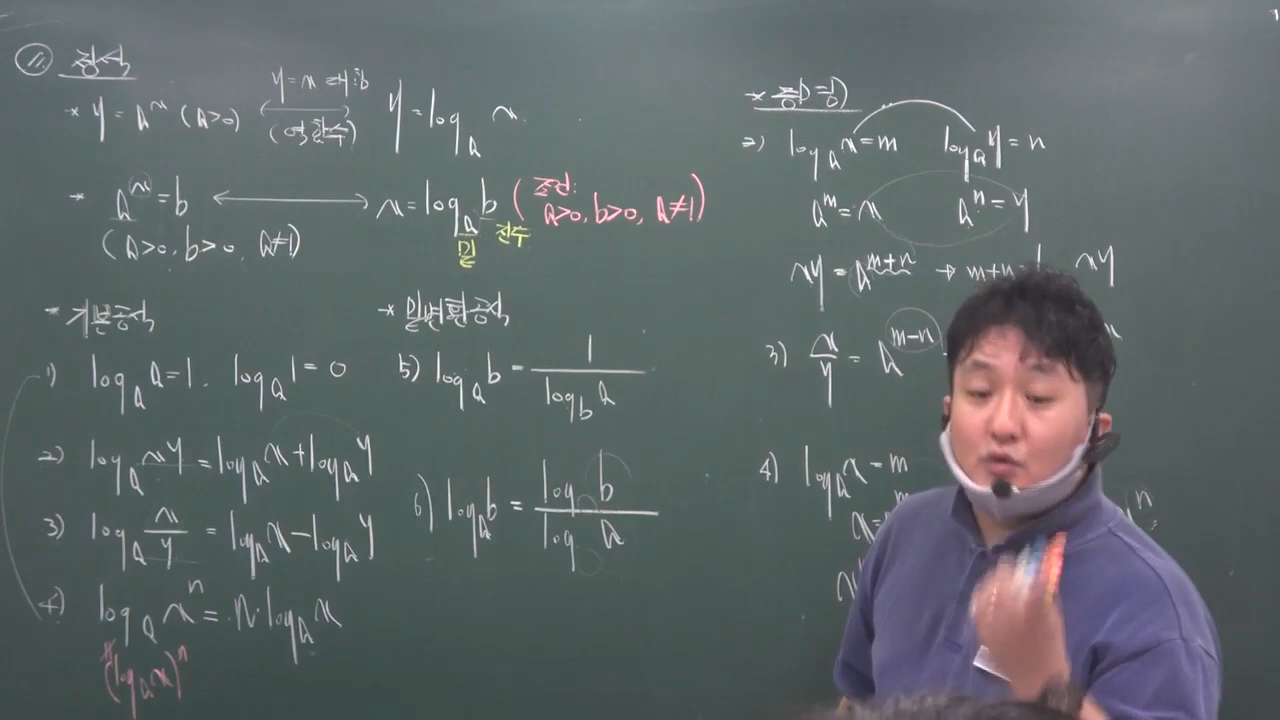 정식
* y = a^x (a>0) y = x 대칭 (역함수) y = log_a x
* a^x = b ⟷ x = log_a b (조건: a>0, b>0, a≠1)
(a>0, b>0, a≠1) 밑 진수
* 기본공식
1) log_a a = 1, log_a 1 = 0
2) log_a xy = log_a x + log_a y
3) log_a x/y = log_a x − log_a y
4) log_a x^n = n·log_a x
≠ (log_a x)^n
* 밑변환공식
5) log_a b = 1/log_b a
6) log_a b = log b / log a
* 증명
2) log_a x = m log_a y = n
a^m = x a^n = y
xy = a^(m+n) → m+n = xy
3) x/y = a^(m−n)
4) log_a x = m